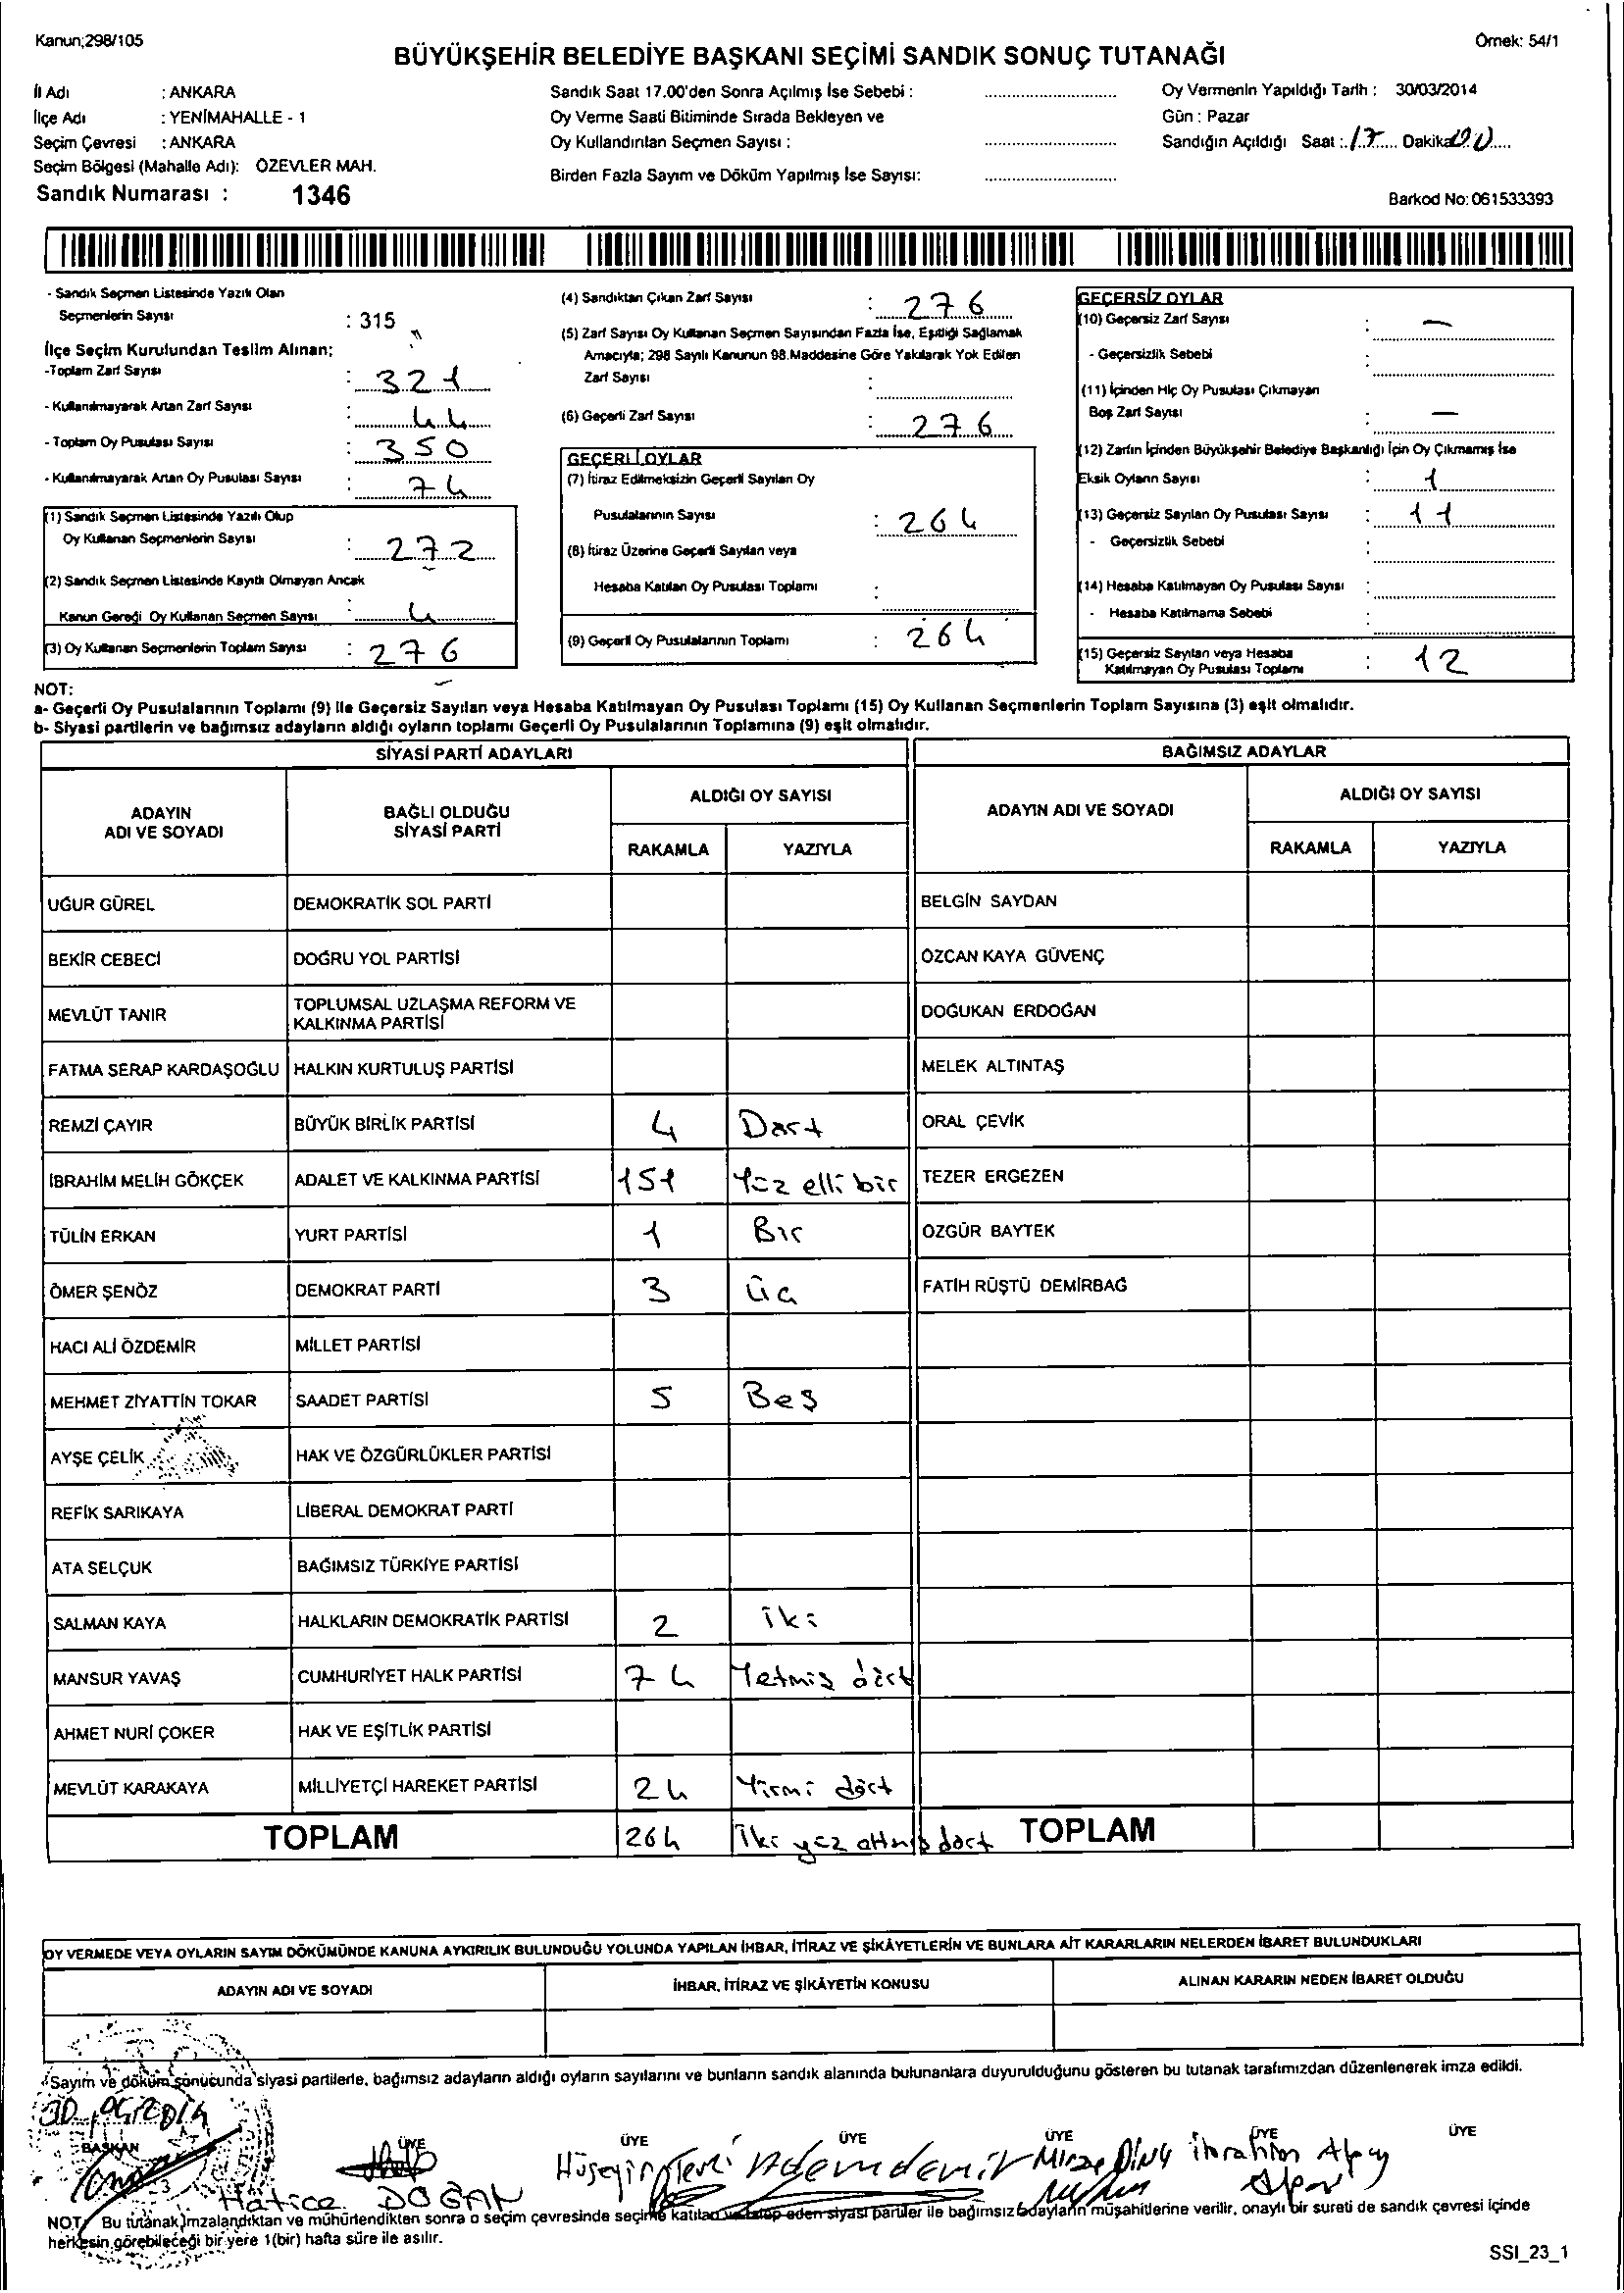 Kanun;298/105
Örnek: 54/1
BÜYÜKŞEHİR BELEDİYE BAŞKANI SEÇİMİ SANDIK SONUÇ TUTANAĞI
İl Adı : ANKARA
İlçe Adı : YENİMAHALLE - 1
Seçim Çevresi : ANKARA
Seçim Bölgesi (Mahalle Adı): ÖZEVLER MAH.
Sandık Numarası : 1346
Sandık Saat 17.00'den Sonra Açılmış İse Sebebi :
Oy Verme Saati Bitiminde Sırada Bekleyen ve
Oy Kullandırılan Seçmen Sayısı :
Birden Fazla Sayım ve Döküm Yapılmış İse Sayısı:
Oy Vermenin Yapıldığı Tarih : 30/03/2014
Gün : Pazar
Sandığın Açıldığı Saat : 17 Dakika 00
Barkod No: 061533393
- Sandık Seçmen Listesinde Yazılı Olan
Seçmenlerin Sayısı : 315
İlçe Seçim Kurulundan Teslim Alınan;
-Toplam Zarf Sayısı : 321
- Kullanılmayarak Artan Zarf Sayısı : 44
- Toplam Oy Pusulası Sayısı : 350
- Kullanılmayarak Artan Oy Pusulası Sayısı : 74
(1) Sandık Seçmen Listesinde Yazılı Olup
Oy Kullanan Seçmenlerin Sayısı : 272
(2) Sandık Seçmen Listesinde Kayıtlı Olmayan Ancak
Kanun Gereği Oy Kullanan Seçmen Sayısı : 4
(3) Oy Kullanan Seçmenlerin Toplam Sayısı : 276
(4) Sandıktan Çıkan Zarf Sayısı : 276
(5) Zarf Sayısı Oy Kullanan Seçmen Sayısından Fazla İse, Eşitliği Sağlamak
Amacıyla; 298 Sayılı Kanunun 98.Maddesine Göre Yakılarak Yok Edilen
Zarf Sayısı :
(6) Geçerli Zarf Sayısı : 276
GEÇERLİ OYLAR
(7) İtiraz Edilmeksizin Geçerli Sayılan Oy
Pusulalarının Sayısı : 264
(8) İtiraz Üzerine Geçerli Sayılan veya
Hesaba Katılan Oy Pusulası Toplamı :
(9) Geçerli Oy Pusulalarının Toplamı : 264
GEÇERSİZ OYLAR
(10) Geçersiz Zarf Sayısı : –
- Geçersizlik Sebebi :
(11) İçinden Hiç Oy Pusulası Çıkmayan
Boş Zarf Sayısı : –
(12) Zarfın İçinden Büyükşehir Belediye Başkanlığı İçin Oy Çıkmamış İse
Eksik Oyların Sayısı : 1
(13) Geçersiz Sayılan Oy Pusulası Sayısı : 11
- Geçersizlik Sebebi :
(14) Hesaba Katılmayan Oy Pusulası Sayısı :
- Hesaba Katılmama Sebebi :
(15) Geçersiz Sayılan veya Hesaba
Katılmayan Oy Pusulası Toplamı : 12
NOT:
a- Geçerli Oy Pusulalarının Toplamı (9) ile Geçersiz Sayılan veya Hesaba Katılmayan Oy Pusulası Toplamı (15) Oy Kullanan Seçmenlerin Toplam Sayısına (3) eşit olmalıdır.
b- Siyasi partilerin ve bağımsız adayların aldığı oyların toplamı Geçerli Oy Pusulalarının Toplamına (9) eşit olmalıdır.
SİYASİ PARTİ ADAYLARI BAĞIMSIZ ADAYLAR
ADAYIN ADI VE SOYADI BAĞLI OLDUĞU SİYASİ PARTİ ALDIĞI OY SAYISI ADAYIN ADI VE SOYADI ALDIĞI OY SAYISI
RAKAMLA YAZIYLA RAKAMLA YAZIYLA
UĞUR GÜREL DEMOKRATİK SOL PARTİ BELGİN SAYDAN
BEKİR CEBECİ DOĞRU YOL PARTİSİ ÖZCAN KAYA GÜVENÇ
MEVLÜT TANIR TOPLUMSAL UZLAŞMA REFORM VE KALKINMA PARTİSİ DOĞUKAN ERDOĞAN
FATMA SERAP KARDAŞOĞLU HALKIN KURTULUŞ PARTİSİ MELEK ALTINTAŞ
REMZİ ÇAYIR BÜYÜK BİRLİK PARTİSİ 4 Dört ORAL ÇEVİK
İBRAHİM MELİH GÖKÇEK ADALET VE KALKINMA PARTİSİ 151 Yüz elli bir TEZER ERGEZEN
TÜLİN ERKAN YURT PARTİSİ 1 Bir ÖZGÜR BAYTEK
ÖMER ŞENÖZ DEMOKRAT PARTİ 3 Üç FATİH RÜŞTÜ DEMİRBAĞ
HACI ALİ ÖZDEMİR MİLLET PARTİSİ
MEHMET ZİYATTİN TOKAR SAADET PARTİSİ 5 Beş
AYŞE ÇELİK HAK VE ÖZGÜRLÜKLER PARTİSİ
REFİK SARIKAYA LİBERAL DEMOKRAT PARTİ
ATA SELÇUK BAĞIMSIZ TÜRKİYE PARTİSİ
SALMAN KAYA HALKLARIN DEMOKRATİK PARTİSİ 2 İki
MANSUR YAVAŞ CUMHURİYET HALK PARTİSİ 74 Yetmiş dört
AHMET NURİ ÇOKER HAK VE EŞİTLİK PARTİSİ
MEVLÜT KARAKAYA MİLLİYETÇİ HAREKET PARTİSİ 24 Yirmi dört
TOPLAM 264 İki yüz altmış dört TOPLAM
OY VERMEDE VEYA OYLARIN SAYIM DÖKÜMÜNDE KANUNA AYKIRILIK BULUNDUĞU YOLUNDA YAPILAN İHBAR, İTİRAZ VE ŞİKÂYETLERİN VE BUNLARA AİT KARARLARIN NELERDEN İBARET BULUNDUKLARI
ADAYIN ADI VE SOYADI İHBAR, İTİRAZ VE ŞİKÂYETİN KONUSU ALINAN KARARIN NEDEN İBARET OLDUĞU
Sayım ve döküm sonucunda siyasi partilerle, bağımsız adayların aldığı oyların sayılarını ve bunların sandık alanında bulunanlara duyurulduğunu gösteren bu tutanak tarafımızdan düzenlenerek imza edildi.
BAŞKAN ÜYE ÜYE ÜYE ÜYE ÜYE ÜYE
Hüseyin Adem demir ibrahim
Hatice DOĞAN
NOT: Bu tutanak imzalandıktan ve mühürlendikten sonra o seçim çevresinde seçime katılan ve talep eden siyasi partiler ile bağımsız adayların müşahitlerine verilir, onaylı bir sureti de sandık çevresi içinde
herkesin görebileceği bir yere 1(bir) hafta süre ile asılır.
SSI_23_1